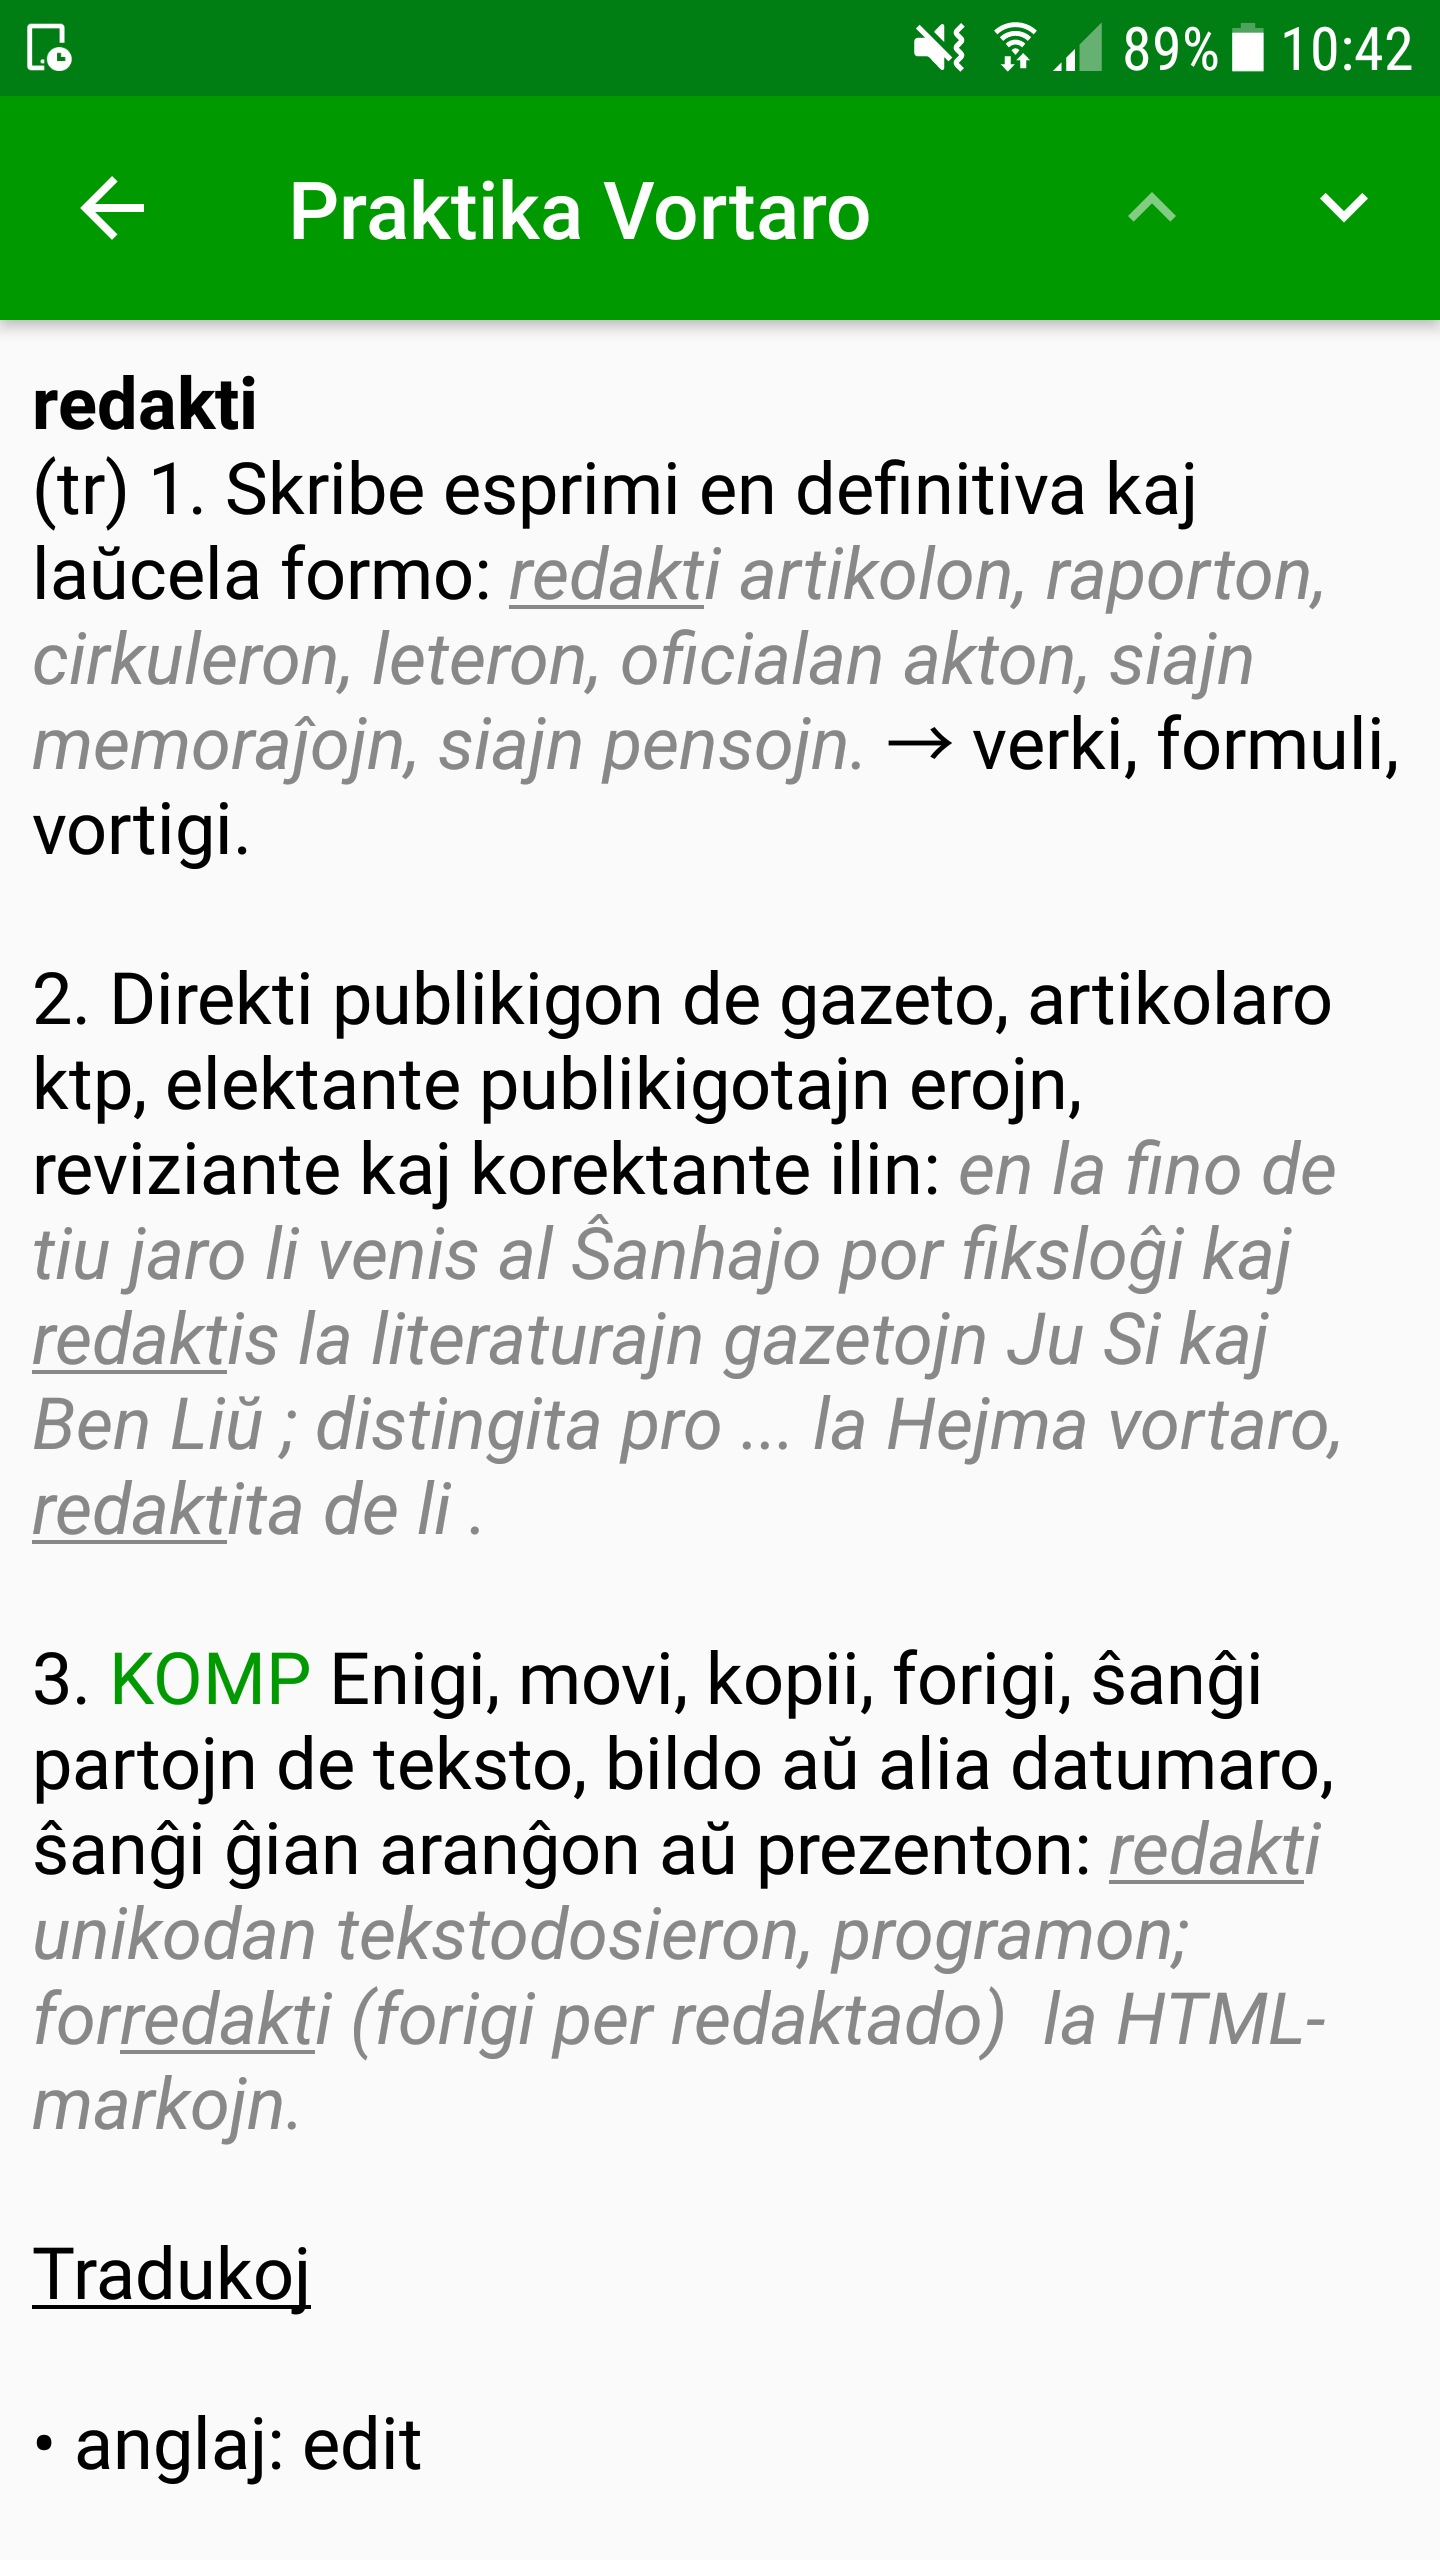 89% 10:42
Praktika Vortaro
redakti
(tr) 1. Skribe esprimi en definitiva kaj
laŭcela formo: redakti artikolon, raporton,
cirkuleron, leteron, oficialan akton, siajn
memoraĵojn, siajn pensojn. → verki, formuli,
vortigi.
2. Direkti publikigon de gazeto, artikolaro
ktp, elektante publikigotajn erojn,
reviziante kaj korektante ilin: en la fino de
tiu jaro li venis al Ŝanhajo por fiksloĝi kaj
redaktis la literaturajn gazetojn Ju Si kaj
Ben Liŭ ; distingita pro ... la Hejma vortaro,
redaktita de li .
3. KOMP Enigi, movi, kopii, forigi, ŝanĝi
partojn de teksto, bildo aŭ alia datumaro,
ŝanĝi ĝian aranĝon aŭ prezenton: redakti
unikodan tekstodosieron, programon;
forredakti (forigi per redaktado)  la HTML-
markojn.
Tradukoj
• anglaj: edit